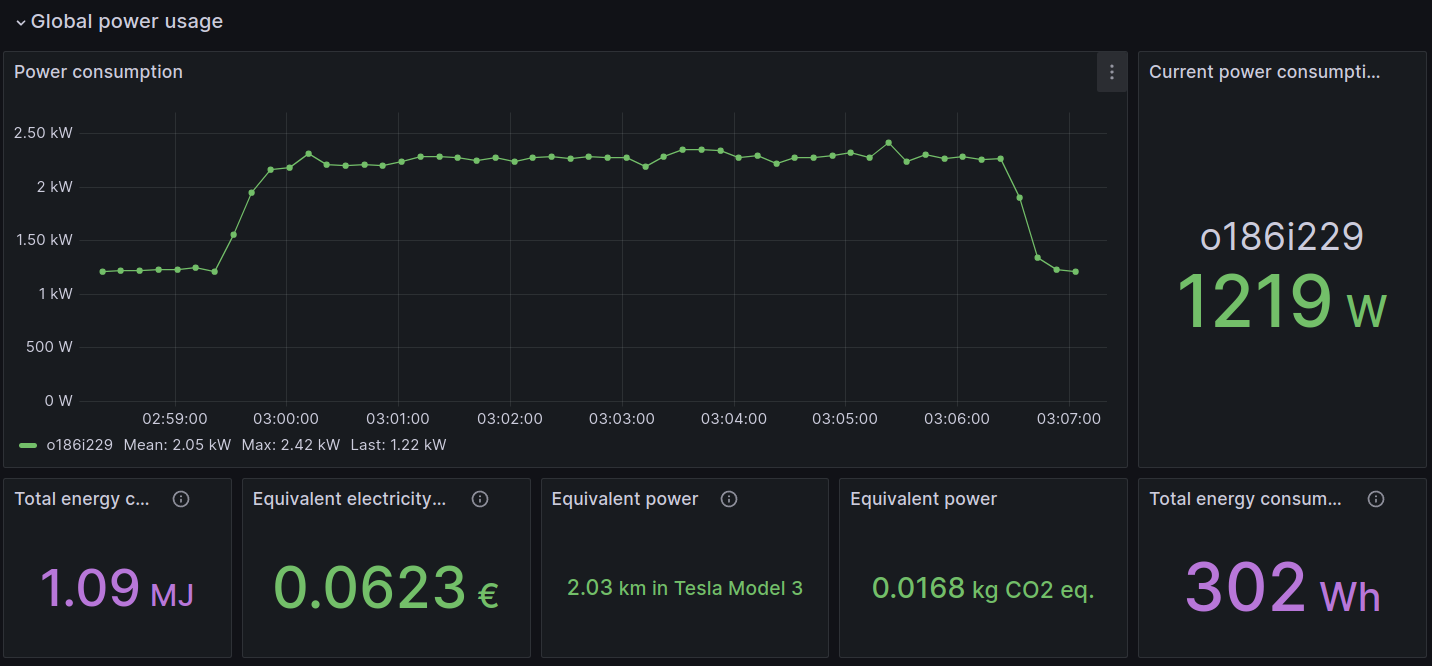 Global power usage
Power consumption
2.50 kW
2 kW
1.50 kW
1 kW
500 W
0 W
02:59:00 03:00:00 03:01:00 03:02:00 03:03:00 03:04:00 03:05:00 03:06:00 03:07:00
o186i229 Mean: 2.05 kW Max: 2.42 kW Last: 1.22 kW
Current power consumpti...
o186i229
1219 W
Total energy c...
1.09 MJ
Equivalent electricity...
0.0623 €
Equivalent power
2.03 km in Tesla Model 3
Equivalent power
0.0168 kg CO2 eq.
Total energy consum...
302 Wh